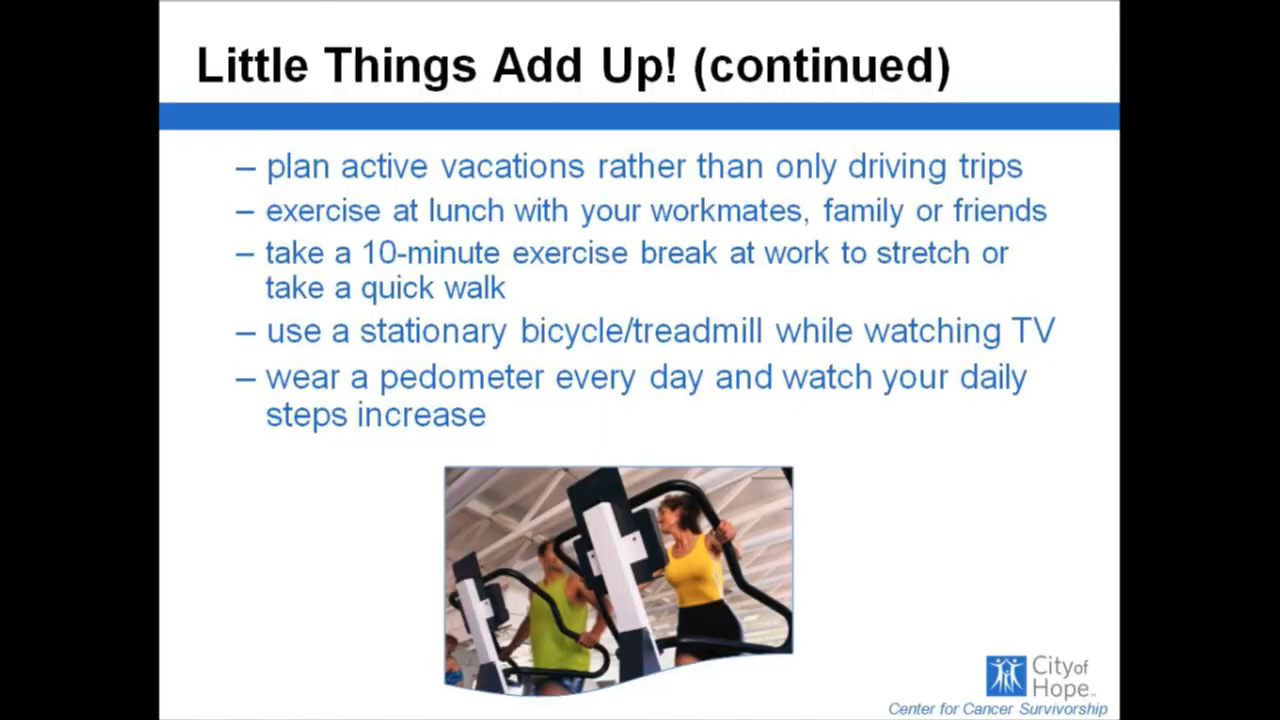 Little Things Add Up! (continued)
– plan active vacations rather than only driving trips
– exercise at lunch with your workmates, family or friends
– take a 10-minute exercise break at work to stretch or
take a quick walk
– use a stationary bicycle/treadmill while watching TV
– wear a pedometer every day and watch your daily
steps increase
City of
Hope™
Center for Cancer Survivorship